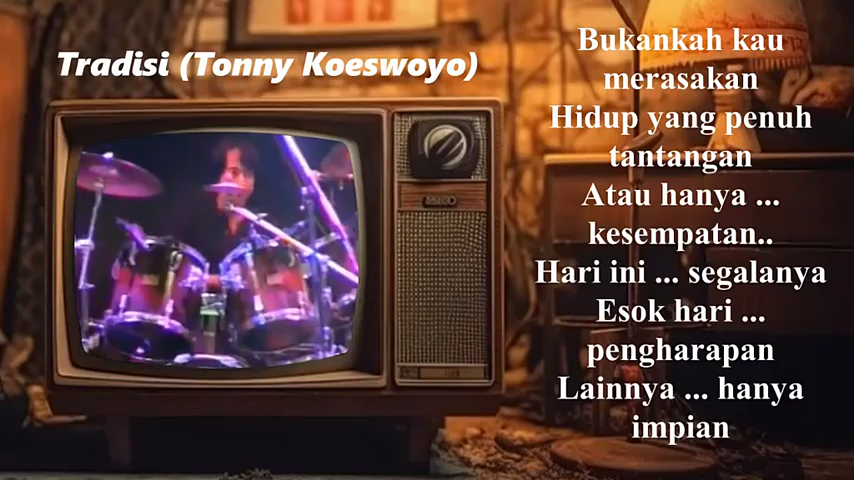 Tradisi (Tonny Koeswoyo)
Bukankah kau
merasakan
Hidup yang penuh
tantangan
Atau hanya ...
kesempatan..
Hari ini ... segalanya
Esok hari ...
pengharapan
Lainnya ... hanya
impian